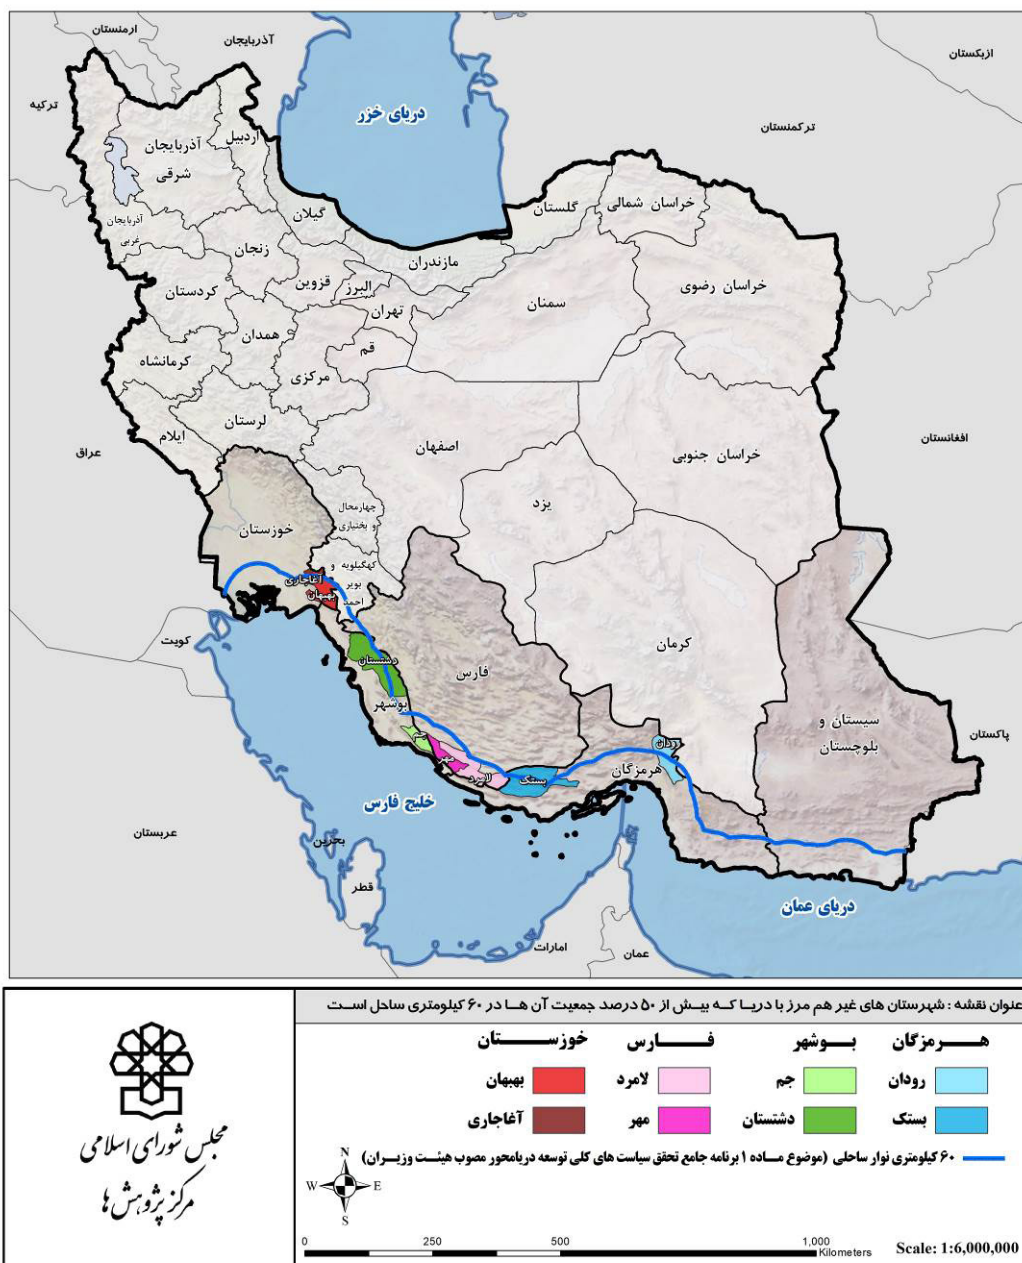 ارمنستان
آذربایجان
ازبکستان
ترکیه
دریای خزر
ترکمنستان
اردبیل
آذربایجان
شرقی
خراسان شمالی
گلستان
گیلان
آذربایجان
غربی
زنجان
مازندران
خراسان رضوی
قزوین
البرز
کردستان
سمنان
تهران
همدان
قم
کرمانشاه
مرکزی
لرستان
ایلام
اصفهان
افغانستان
عراق
خراسان جنوبی
یزد
چهارمحال
و بختیاری
خوزستان
کهگیلویه و
بویر
احمد
آغاجاری
بهبهان
کویت
کرمان
دشتستان
فارس
بوشهر
سیستان و
بلوچستان
پاکستان
جم
رودان
مهر
هرمزگان
لامرد
بستک
خلیج فارس
عربستان
بحرین
قطر
دریای عمان
امارات
عمان
عنوان نقشه : شهرستان های غیر هم مرز با دریا که بیش از ۵۰ درصد جمعیت آن ها در ۶۰ کیلومتری ساحل است
هرمزگان
بوشهر
فارس
خوزستان
رودان
جم
لامرد
بهبهان
بستک
دشتستان
مهر
آغاجاری
۶۰ کیلومتری نوار ساحلی (موضوع ماده ۱ برنامه جامع تحقق سیاست های کلی توسعه دریامحور مصوب هیئت وزیران)
مجلس شورای اسلامی
مرکز پژوهش ها
N
W E
S
0 250 500 1,000
Kilometers
Scale: 1:6,000,000